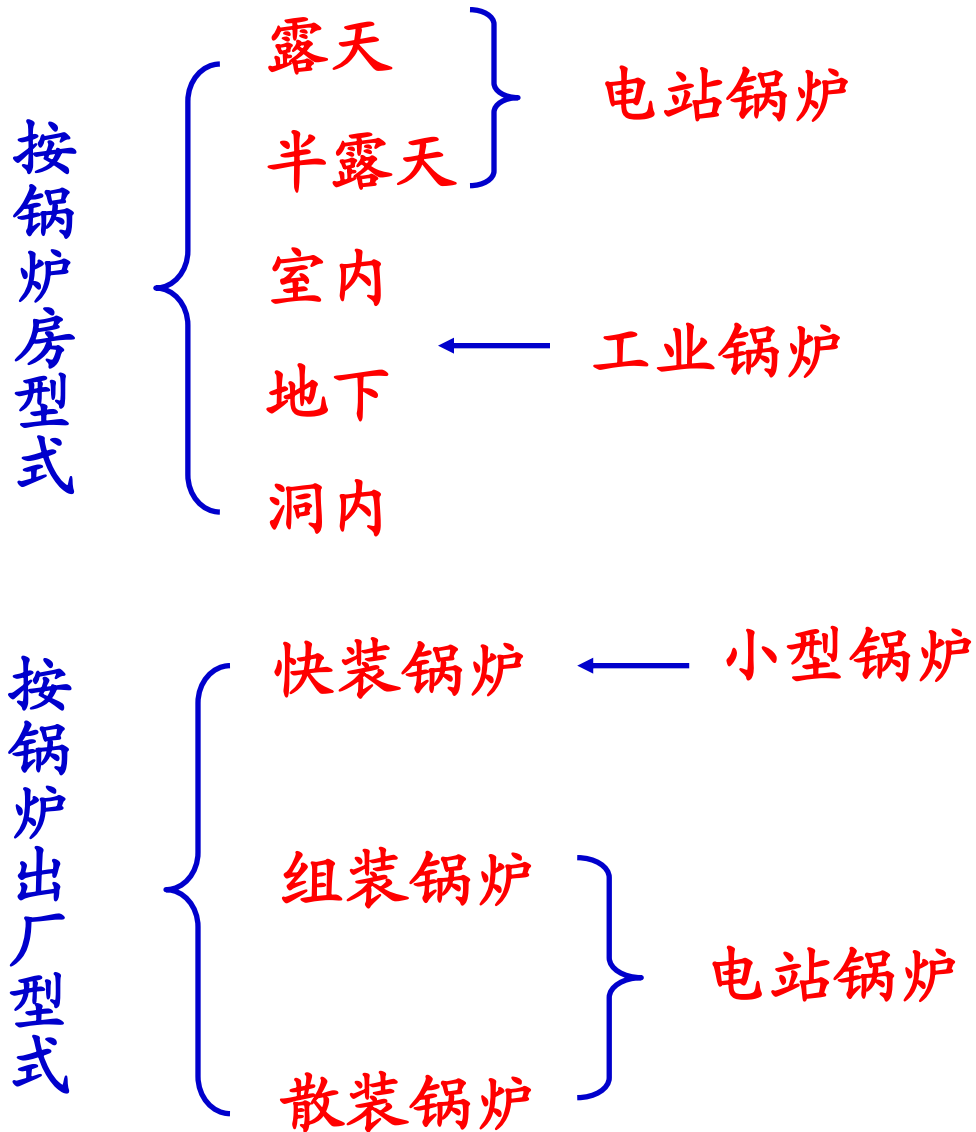 按锅炉房型式
露天
半露天
电站锅炉
室内
地下
洞内
工业锅炉
按锅炉出厂型式
快装锅炉
小型锅炉
组装锅炉
散装锅炉
电站锅炉